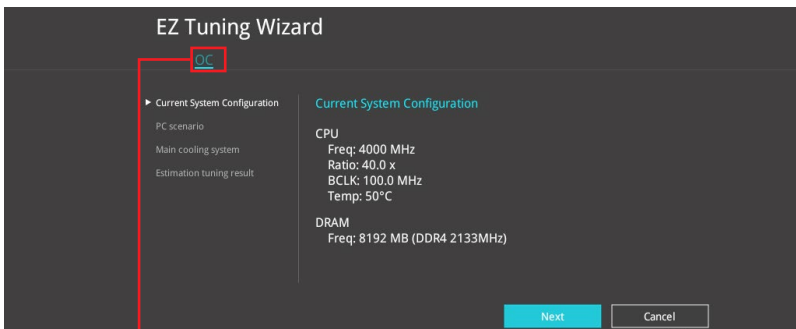 EZ Tuning Wizard
OC
Current System Configuration
PC scenario
Main cooling system
Estimation tuning result
Current System Configuration
CPU
Freq: 4000 MHz
Ratio: 40.0 x
BCLK: 100.0 MHz
Temp: 50°C
DRAM
Freq: 8192 MB (DDR4 2133MHz)
Next
Cancel